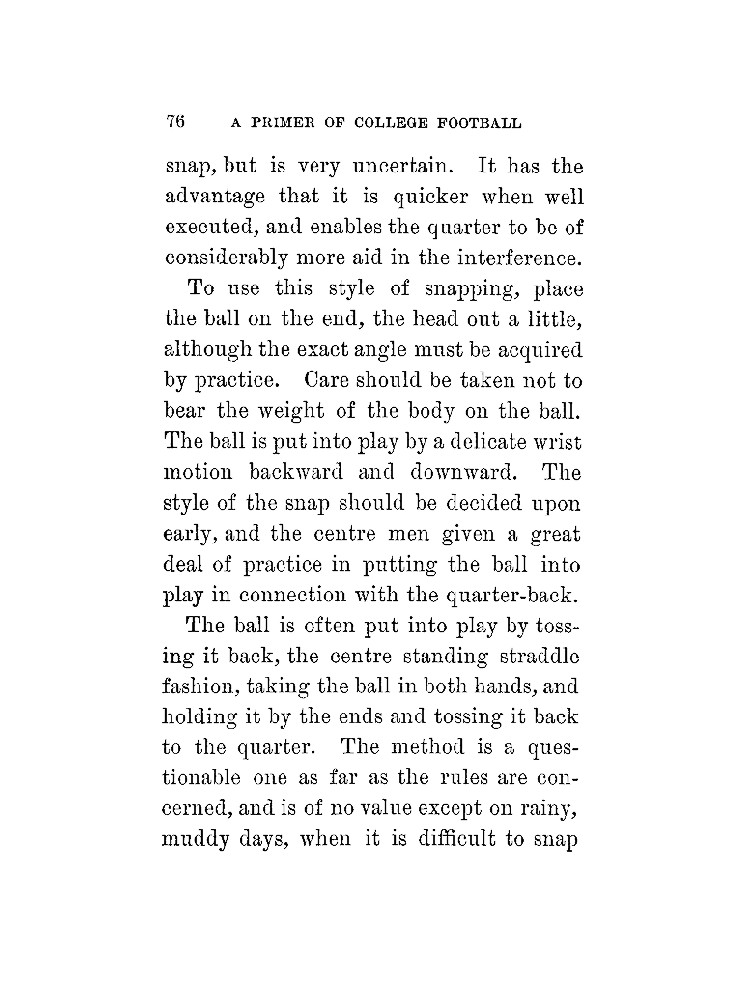 76 A PRIMER OF COLLEGE FOOTBALL
snap, but is very uncertain. It has the
advantage that it is quicker when well
executed, and enables the quarter to be of
considerably more aid in the interference.
To use this style of snapping, place
the ball on the end, the head out a little,
although the exact angle must be acquired
by practice. Care should be taken not to
bear the weight of the body on the ball.
The ball is put into play by a delicate wrist
motion backward and downward. The
style of the snap should be decided upon
early, and the centre men given a great
deal of practice in putting the ball into
play in connection with the quarter-back.
The ball is often put into play by toss-
ing it back, the centre standing straddle
fashion, taking the ball in both hands, and
holding it by the ends and tossing it back
to the quarter. The method is a ques-
tionable one as far as the rules are con-
cerned, and is of no value except on rainy,
muddy days, when it is difficult to snap